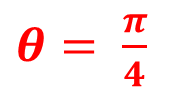 θ = π/4